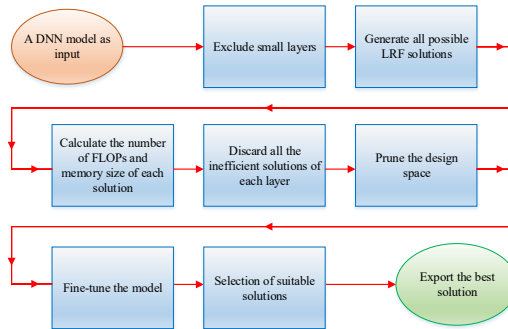 A DNN model as
input
Exclude small layers
Generate all possible
LRF solutions
Calculate the number
of FLOPs and
memory size of each
solution
Discard all the
inefficient solutions of
each layer
Prune the design
space
Fine-tune the model
Selection of suitable
solutions
Export the best
solution